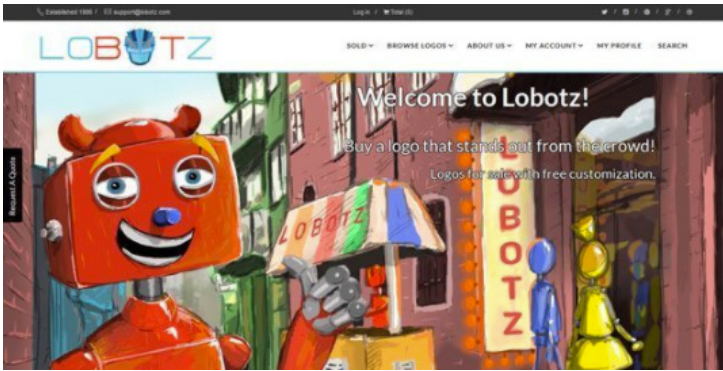 Established 1995 / support@lobotz.com
Log in / Total (0)
LOBOTZ
SOLD
BROWSE LOGOS
ABOUT US
MY ACCOUNT
MY PROFILE
SEARCH
Welcome to Lobotz!
Buy a logo that stands out from the crowd!
Logos for sale with free customization.
Request A Quote
LOBOTZ
LOBOTZ